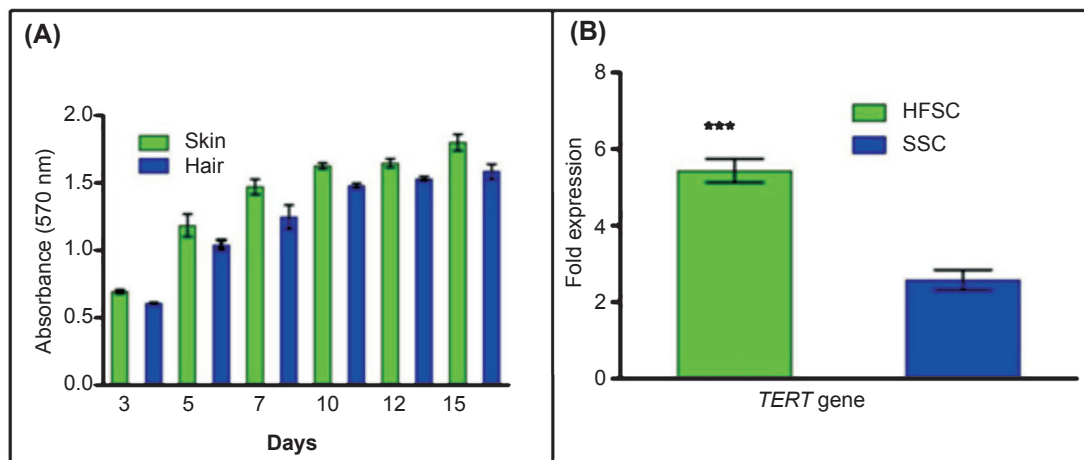 (A)
Absorbance (570 nm)
2.0
1.5
1.0
0.5
0.0
Skin
Hair
3 5 7 10 12 15
Days
(B)
Fold expression
8
6
4
2
0
***
HFSC
SSC
TERT gene